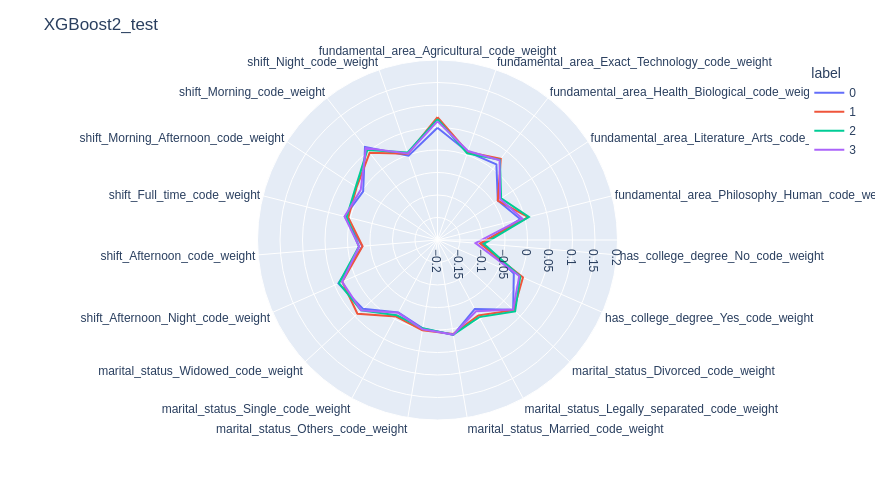 XGBoost2_test
fundamental_area_Agricultural_code_weight
shift_Night_code_weight
fundamental_area_Exact_Technology_code_weight
label
shift_Morning_code_weight
fundamental_area_Health_Biological_code_weig
0
1
shift_Morning_Afternoon_code_weight
fundamental_area_Literature_Arts_code_
2
3
shift_Full_time_code_weight
fundamental_area_Philosophy_Human_code_we
shift_Afternoon_code_weight
−0.2
−0.15
−0.1
−0.05
0
0.05
0.1
0.15
0.2
has_college_degree_No_code_weight
shift_Afternoon_Night_code_weight
has_college_degree_Yes_code_weight
marital_status_Widowed_code_weight
marital_status_Divorced_code_weight
marital_status_Single_code_weight
marital_status_Legally_separated_code_weight
marital_status_Others_code_weight
marital_status_Married_code_weight